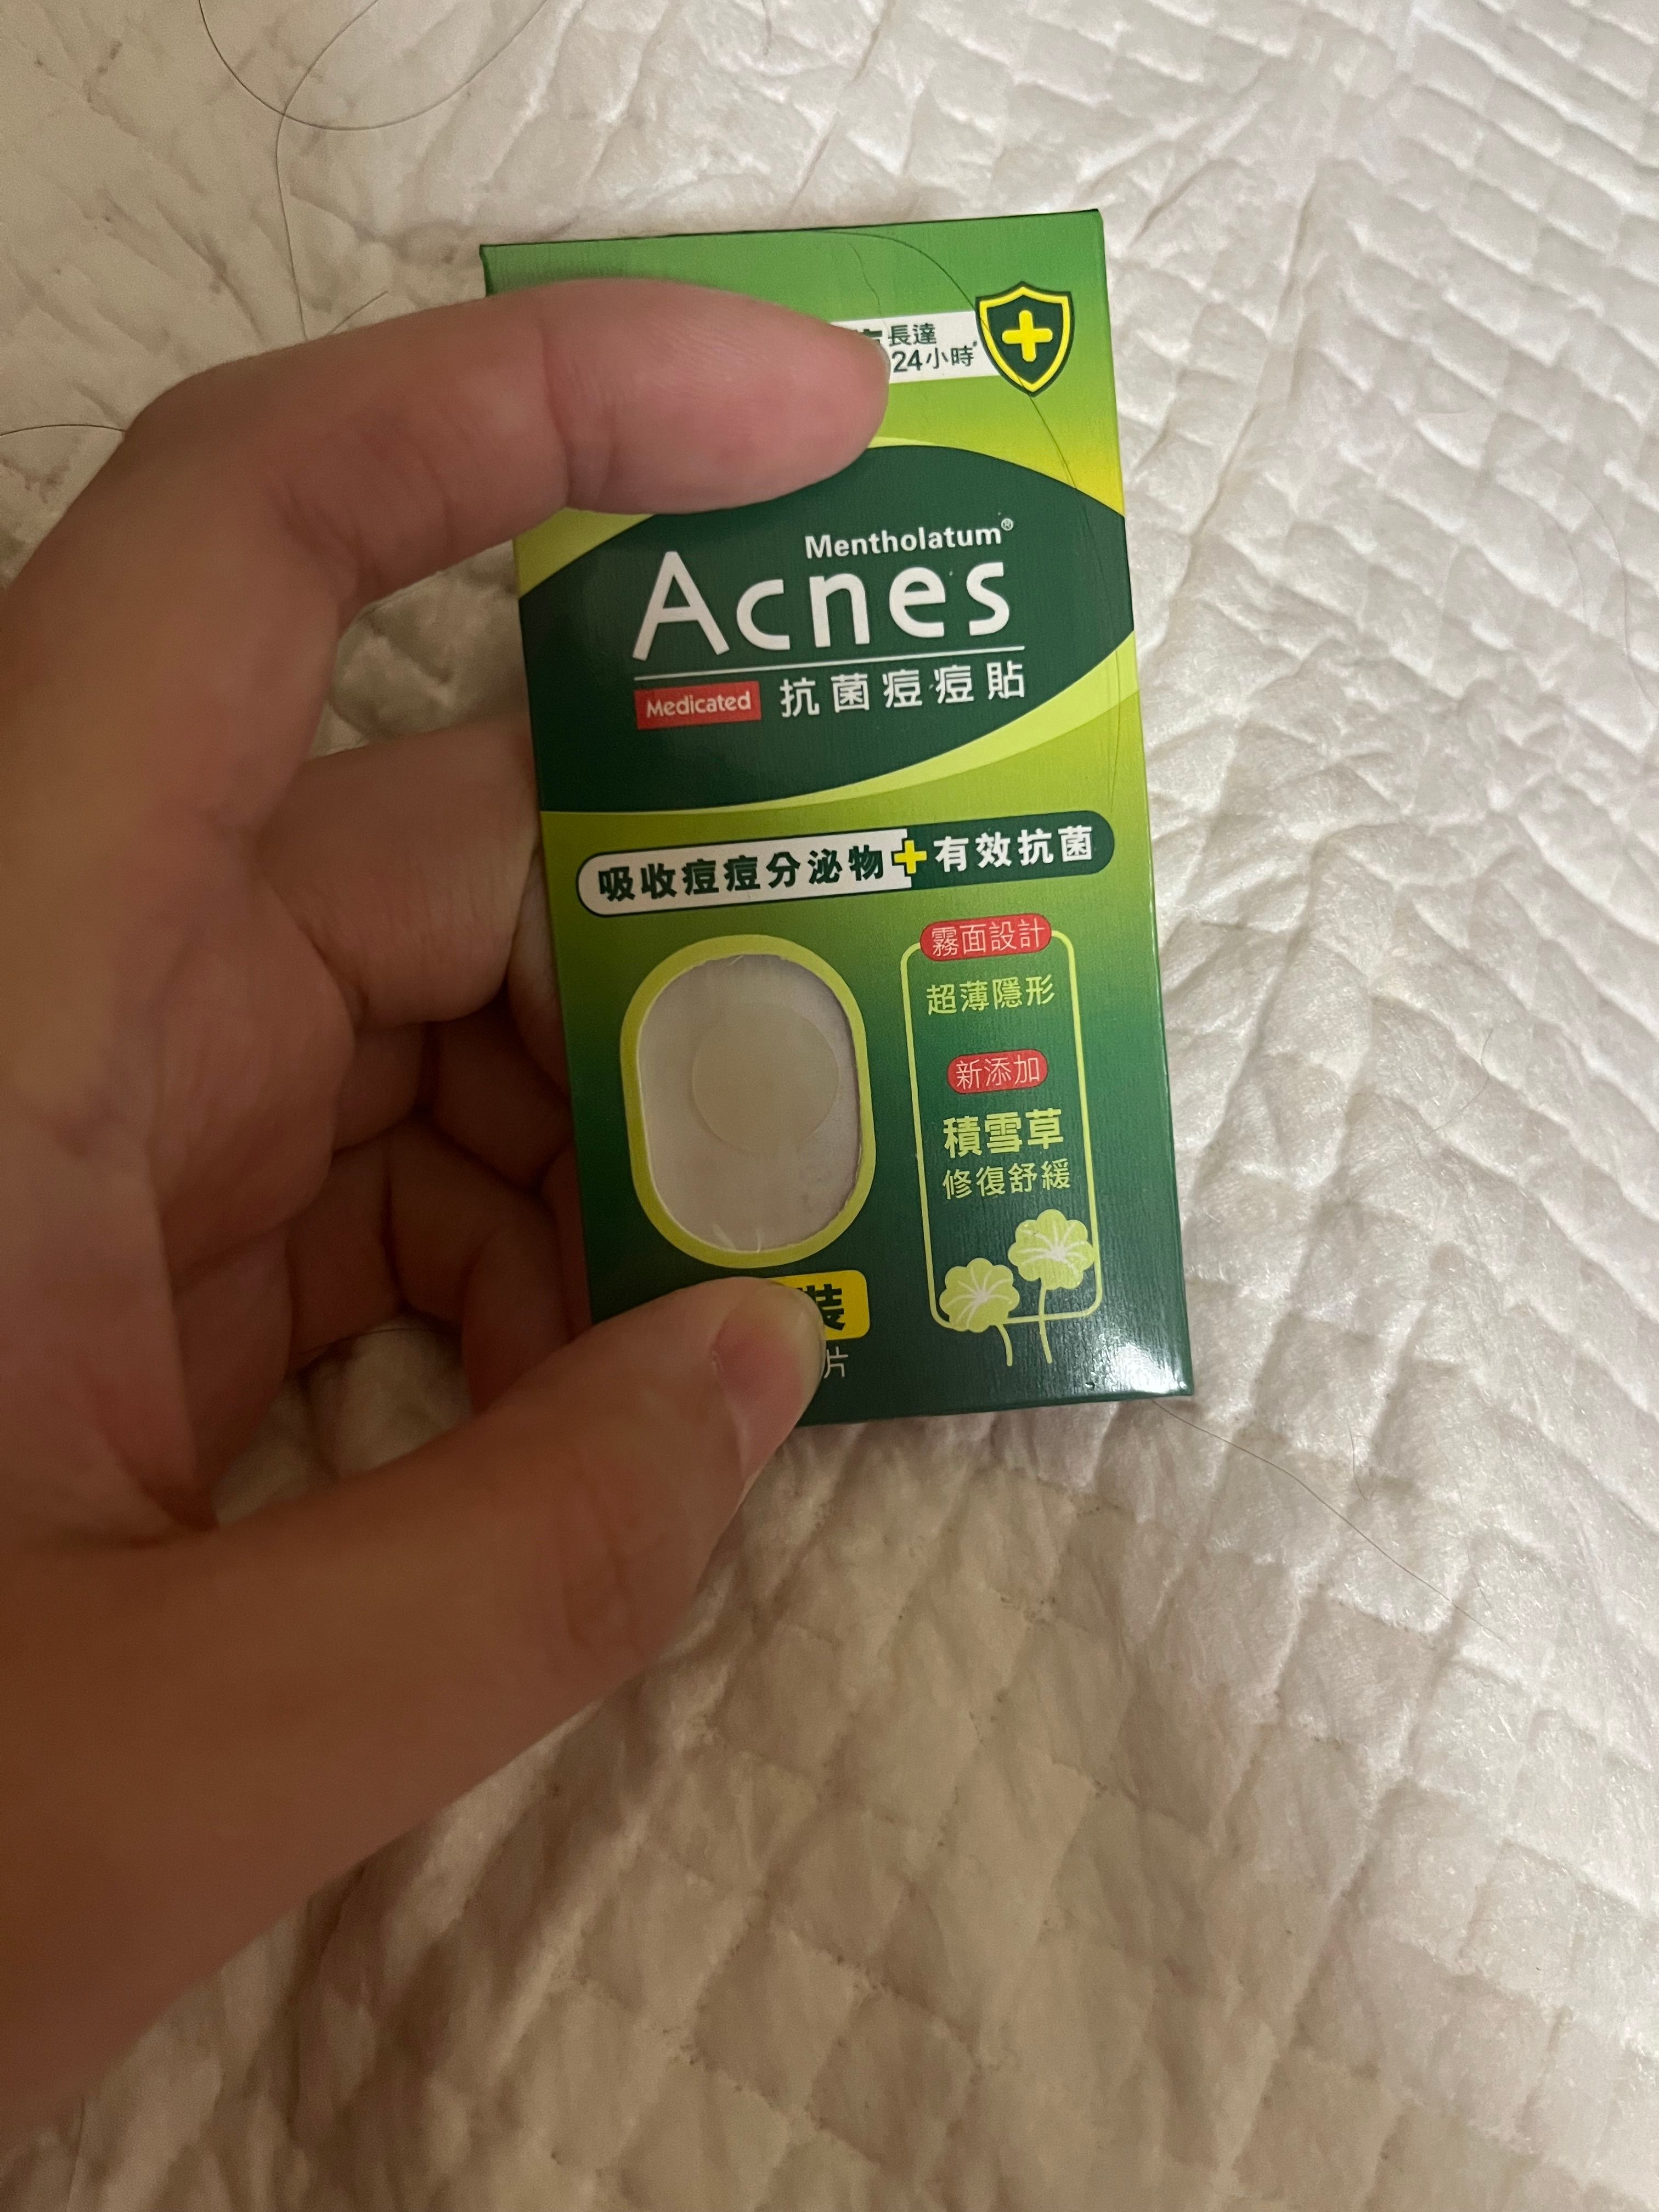 長達
24小時*
Mentholatum®
Acnes
Medicated 抗菌痘痘貼
吸收痘痘分泌物+有效抗菌
霧面設計
超薄隱形
新添加
積雪草
修復舒緩
裝
片